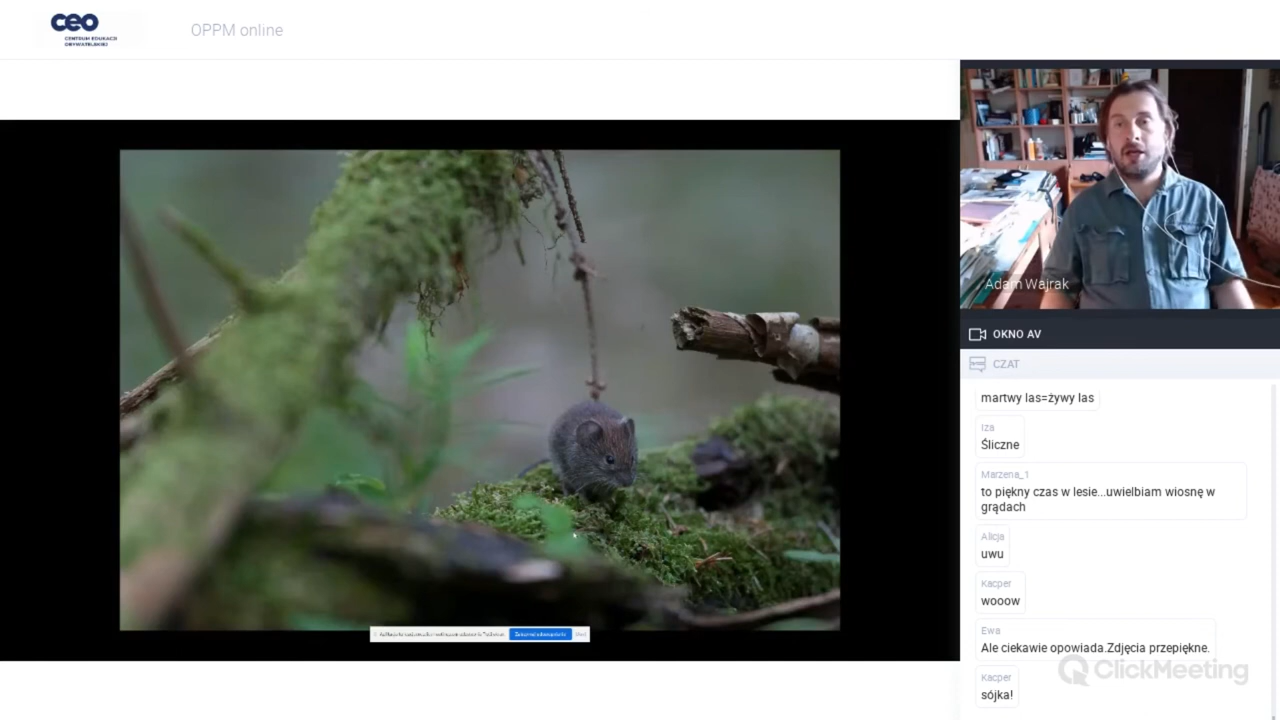 ceo
CENTRUM EDUKACJI
OBYWATELSKIEJ
OPPM online
Adam Wajrak
OKNO AV
CZAT
martwy las=żywy las
Iza
Śliczne
Marzena_1
to piękny czas w lesie...uwielbiam wiosnę w
grądach
Alicja
uwu
Kacper
wooow
Ewa
Ale ciekawie opowiada.Zdjęcia przepiękne.
ClickMeeting
Kacper
sójka!